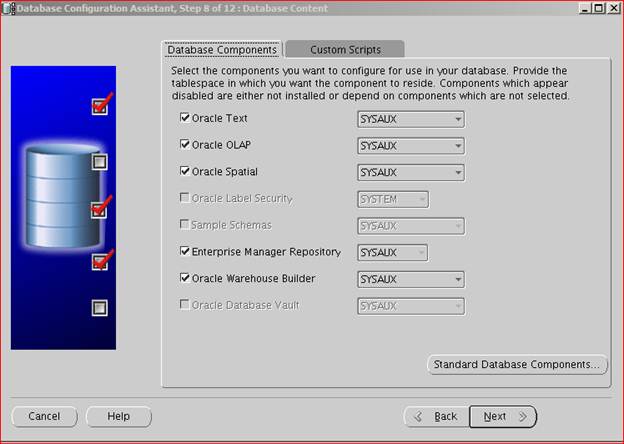 Database Configuration Assistant, Step 8 of 12 : Database Content
Database Components
Custom Scripts
Select the components you want to configure for use in your database. Provide the
tablespace in which you want the component to reside. Components which appear
disabled are either not installed or depend on components which are not selected.
Oracle Text SYSAUX
Oracle OLAP SYSAUX
Oracle Spatial SYSAUX
Oracle Label Security SYSTEM
Sample Schemas SYSAUX
Enterprise Manager Repository SYSAUX
Oracle Warehouse Builder SYSAUX
Oracle Database Vault SYSAUX
Standard Database Components...
Cancel Help Back Next